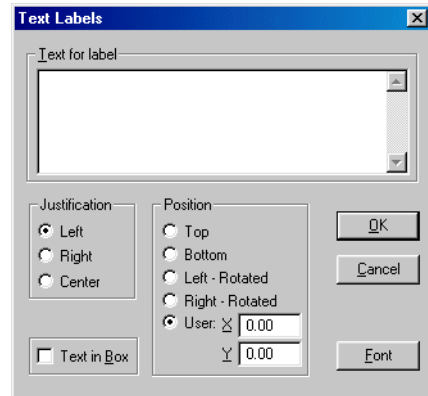 Text Labels
Text for label
Justification
Left
Right
Center
Text in Box
Position
Top
Bottom
Left - Rotated
Right - Rotated
User: X 0.00
Y 0.00
OK
Cancel
Font